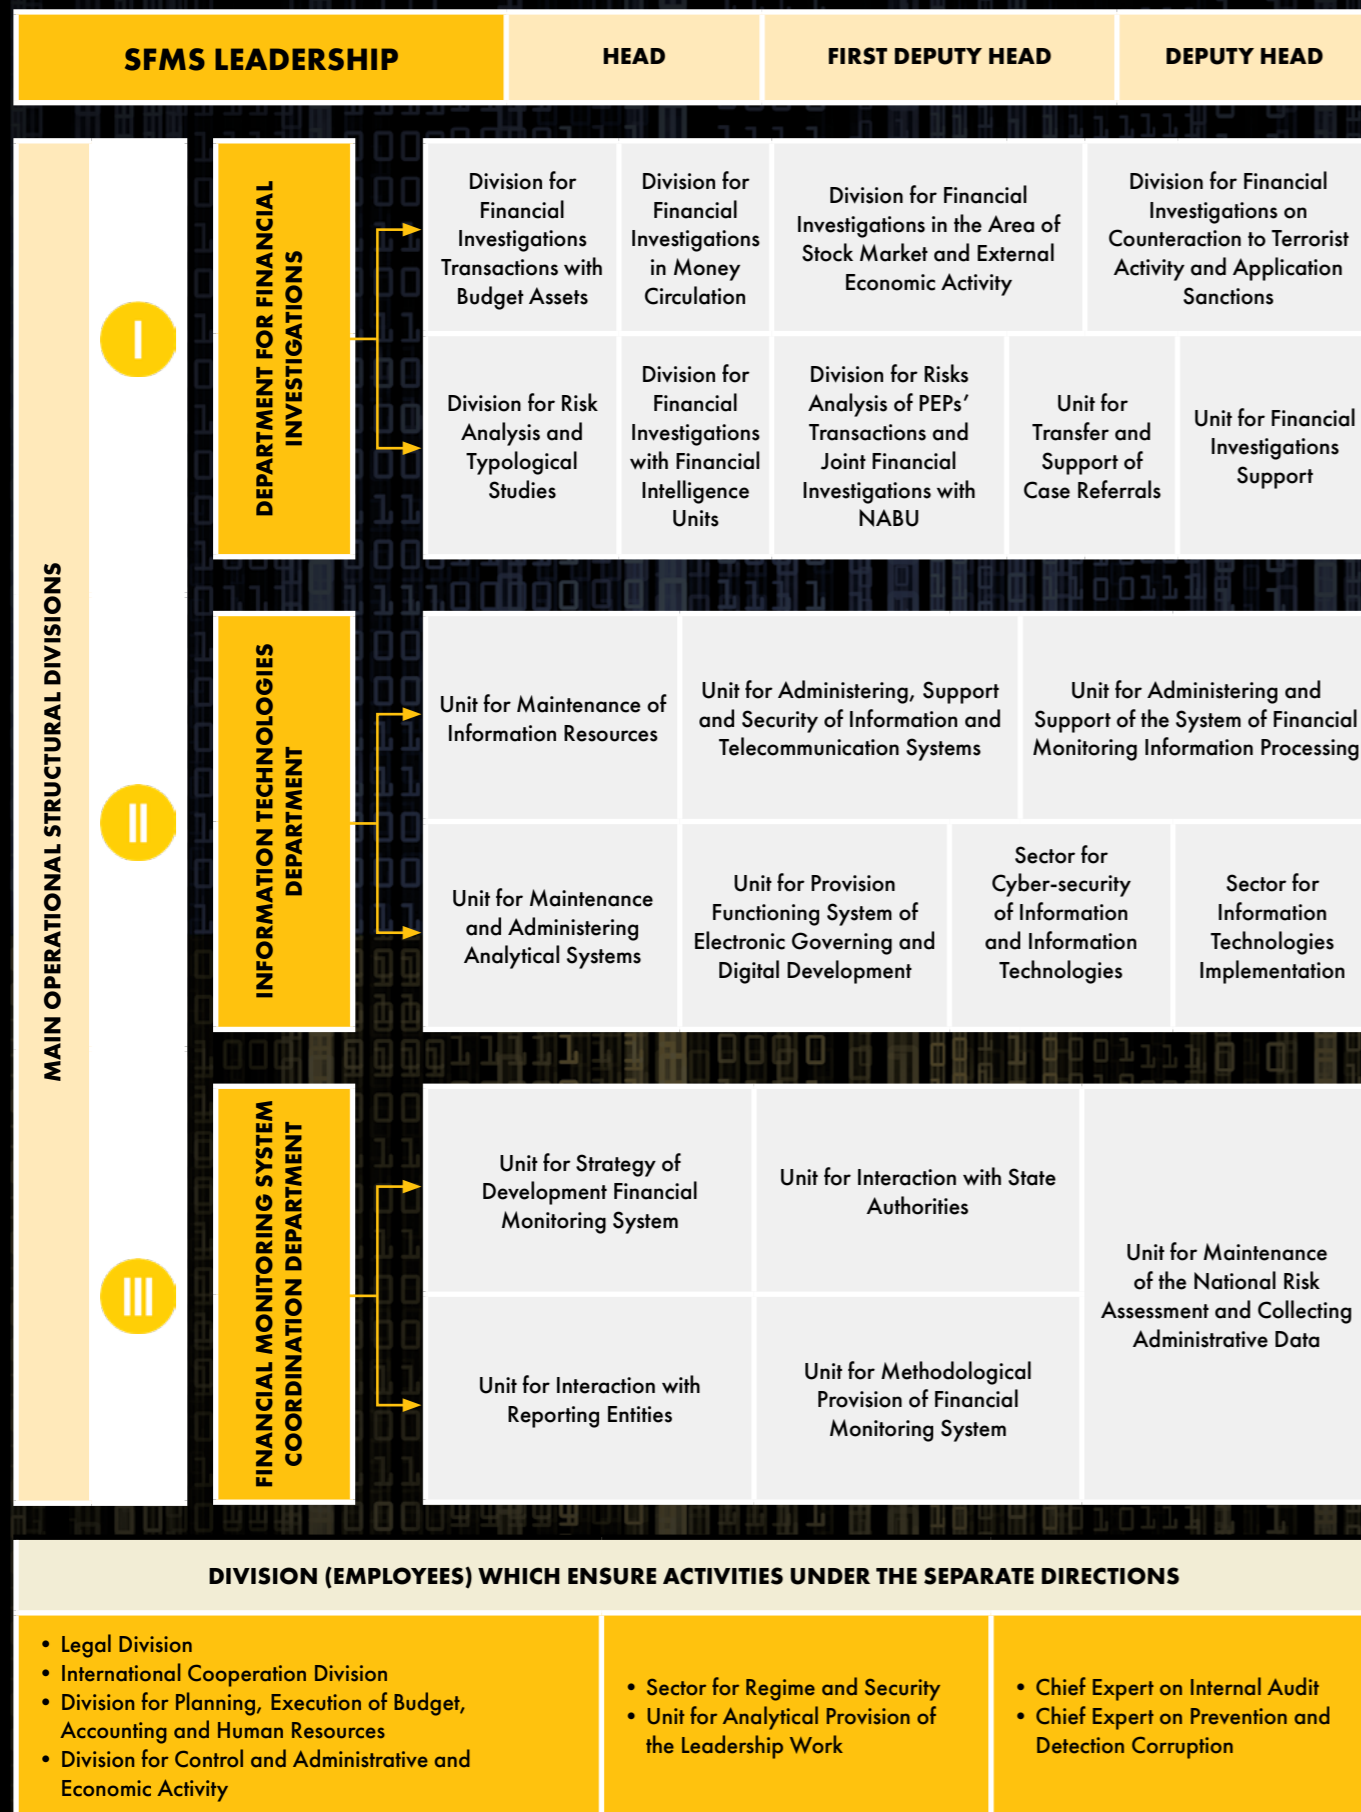 SFMS LEADERSHIP
HEAD
FIRST DEPUTY HEAD
DEPUTY HEAD
MAIN OPERATIONAL STRUCTURAL DIVISIONS
I
DEPARTMENT FOR FINANCIAL
INVESTIGATIONS
Division for
Financial
Investigations
Transactions with
Budget Assets
Division for
Financial
Investigations
in Money
Circulation
Division for Financial
Investigations in the Area of
Stock Market and External
Economic Activity
Division for Financial
Investigations on
Counteraction to Terrorist
Activity and Application
Sanctions
Division for Risk
Analysis and
Typological
Studies
Division for
Financial
Investigations
with Financial
Intelligence
Units
Division for Risks
Analysis of PEPs’
Transactions and
Joint Financial
Investigations with
NABU
Unit for
Transfer and
Support of
Case Referrals
Unit for Financial
Investigations
Support
II
INFORMATION TECHNOLOGIES
DEPARTMENT
Unit for Maintenance of
Information Resources
Unit for Administering, Support
and Security of Information and
Telecommunication Systems
Unit for Administering and
Support of the System of Financial
Monitoring Information Processing
Unit for Maintenance
and Administering
Analytical Systems
Unit for Provision
Functioning System of
Electronic Governing and
Digital Development
Sector for
Cyber-security
of Information
and Information
Technologies
Sector for
Information
Technologies
Implementation
III
FINANCIAL MONITORING SYSTEM
COORDINATION DEPARTMENT
Unit for Strategy of
Development Financial
Monitoring System
Unit for Interaction with State
Authorities
Unit for Maintenance
of the National Risk
Assessment and Collecting
Administrative Data
Unit for Interaction with
Reporting Entities
Unit for Methodological
Provision of Financial
Monitoring System
DIVISION (EMPLOYEES) WHICH ENSURE ACTIVITIES UNDER THE SEPARATE DIRECTIONS
• Legal Division
• International Cooperation Division
• Division for Planning, Execution of Budget,
Accounting and Human Resources
• Division for Control and Administrative and
Economic Activity
• Sector for Regime and Security
• Unit for Analytical Provision of
the Leadership Work
• Chief Expert on Internal Audit
• Chief Expert on Prevention and
Detection Corruption